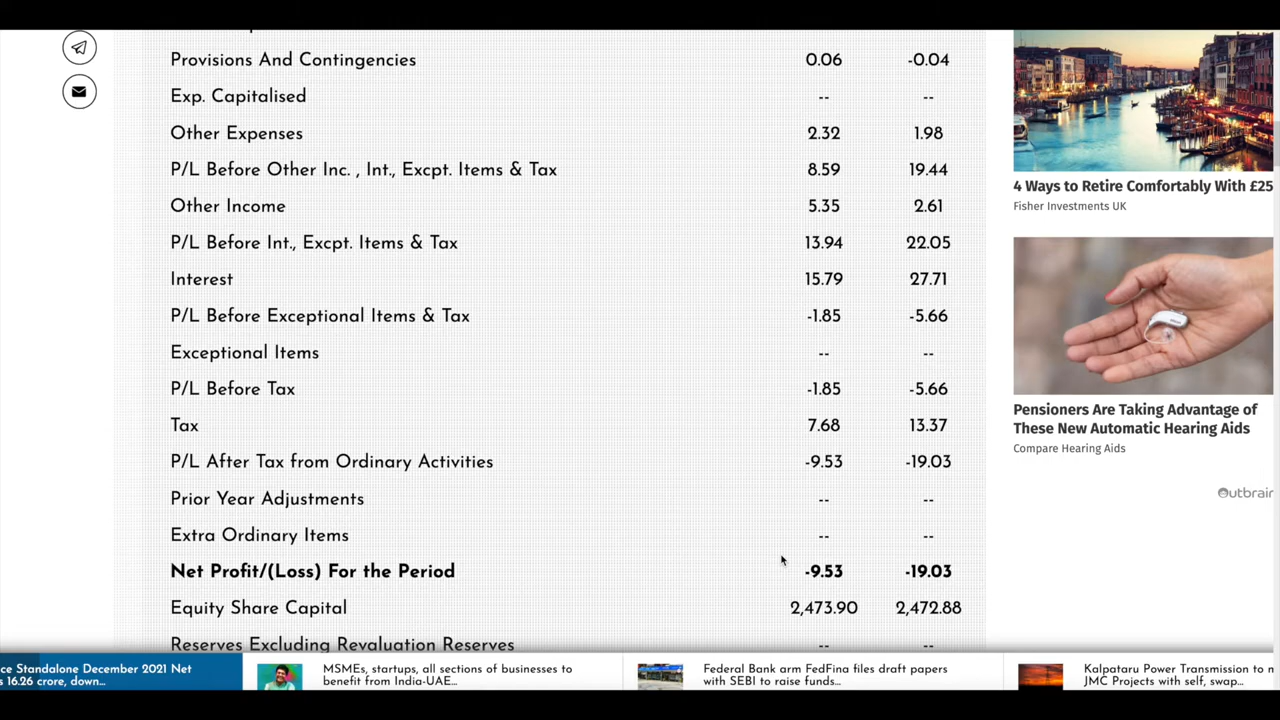 Provisions And Contingencies 0.06 -0.04
Exp. Capitalised -- --
Other Expenses 2.32 1.98
P/L Before Other Inc. , Int., Excpt. Items & Tax 8.59 19.44
Other Income 5.35 2.61
P/L Before Int., Excpt. Items & Tax 13.94 22.05
Interest 15.79 27.71
P/L Before Exceptional Items & Tax -1.85 -5.66
Exceptional Items -- --
P/L Before Tax -1.85 -5.66
Tax 7.68 13.37
P/L After Tax from Ordinary Activities -9.53 -19.03
Prior Year Adjustments -- --
Extra Ordinary Items -- --
Net Profit/(Loss) For the Period -9.53 -19.03
Equity Share Capital 2,473.90 2,472.88
Reserves Excluding Revaluation Reserves -- --
4 Ways to Retire Comfortably With £25
Fisher Investments UK
Pensioners Are Taking Advantage of
These New Automatic Hearing Aids
Compare Hearing Aids
Outbrain
ce Standalone December 2021 Net
s 16.26 crore, down...
MSMEs, startups, all sections of businesses to
benefit from India-UAE...
Federal Bank arm FedFina files draft papers
with SEBI to raise funds...
Kalpataru Power Transmission to m
JMC Projects with self, swap...